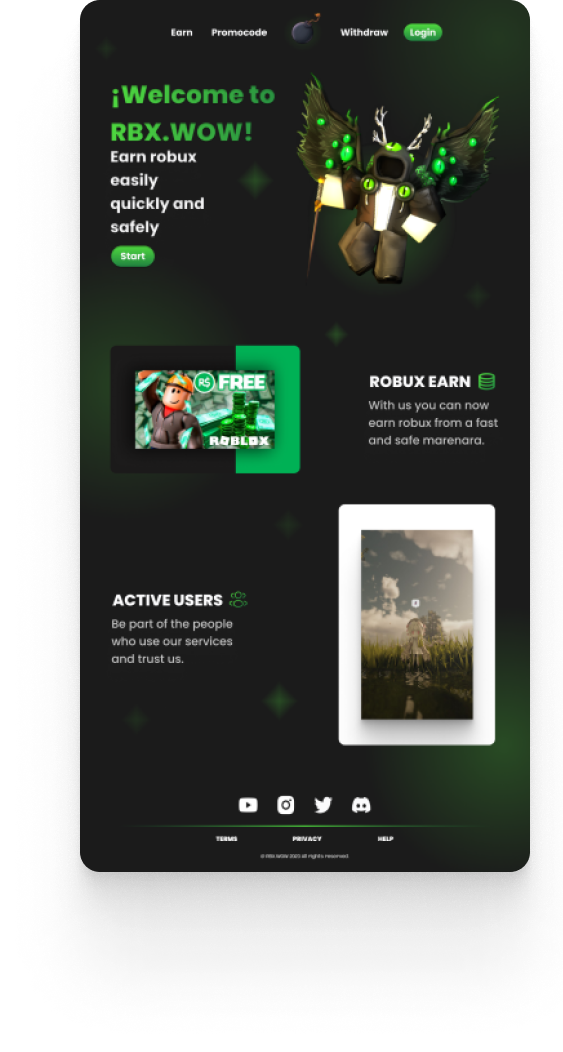 Earn Promocode Withdraw Login
¡Welcome to
RBX.WOW!
Earn robux
easily
quickly and
safely
Start
R$ FREE
ROBLOX
ROBUX EARN
With us you can now
earn robux from a fast
and safe marenara.
ACTIVE USERS
Be part of the people
who use our services
and trust us.
TERMS PRIVACY HELP
© RBX.WOW 2023 all rights reserved.